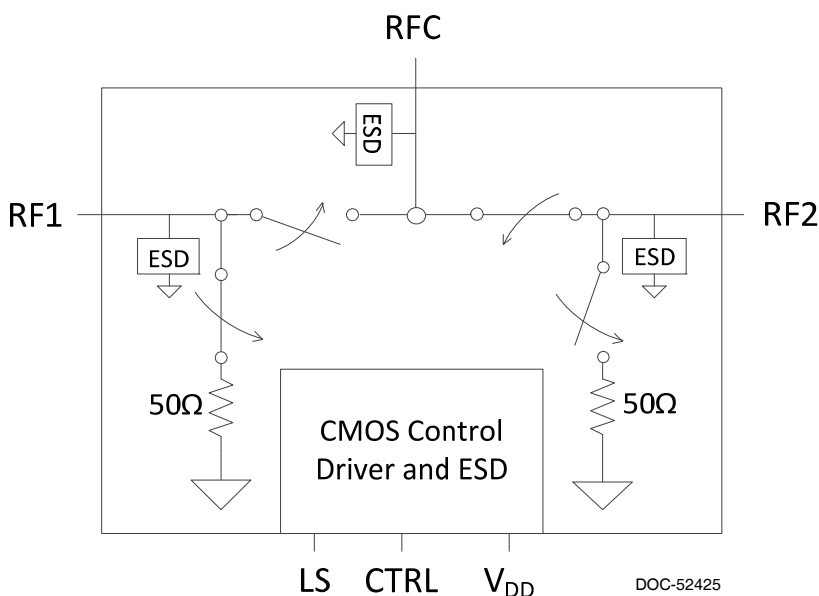 RFC
ESD
RF1
RF2
ESD
ESD
50Ω
50Ω
CMOS Control
Driver and ESD
LS CTRL VDD
DOC-52425